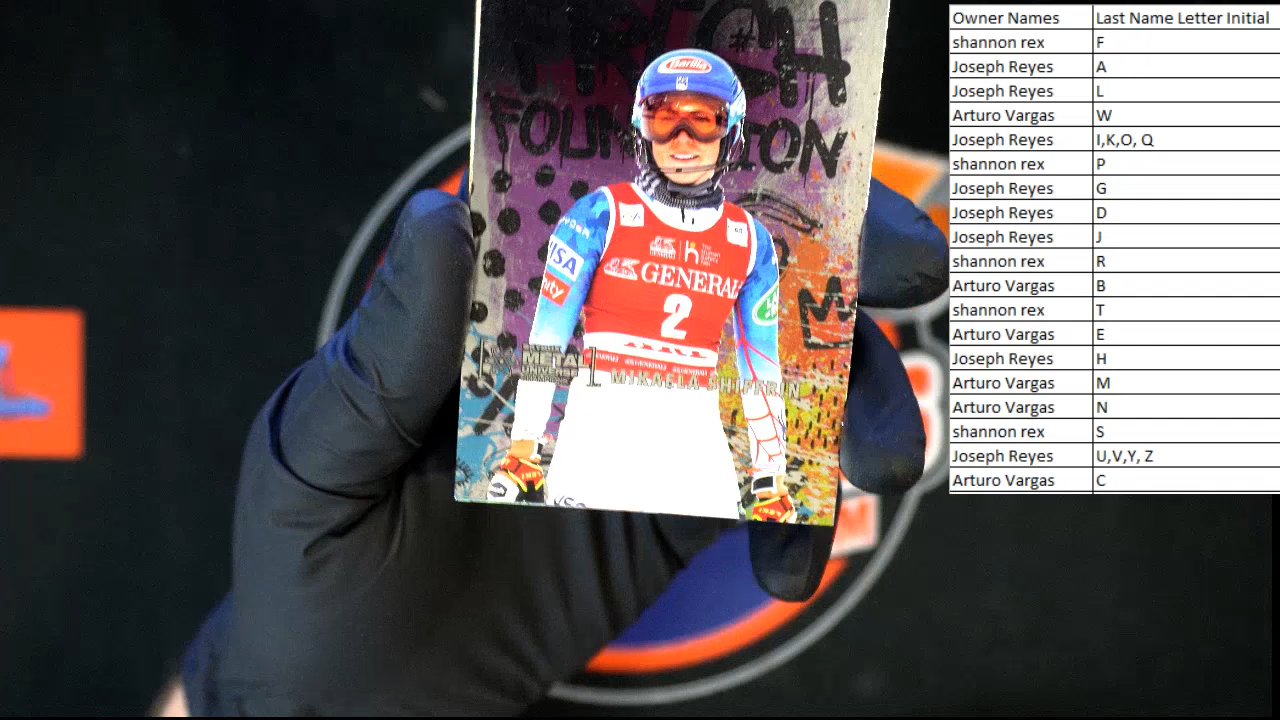 FOUNDATION
Barilla
VISA
GENERALI
2
METAL
UNIVERSE
MIKAELA SHIFFRIN
Owner Names Last Name Letter Initial
shannon rex F
Joseph Reyes A
Joseph Reyes L
Arturo Vargas W
Joseph Reyes I,K,O, Q
shannon rex P
Joseph Reyes G
Joseph Reyes D
Joseph Reyes J
shannon rex R
Arturo Vargas B
shannon rex T
Arturo Vargas E
Joseph Reyes H
Arturo Vargas M
Arturo Vargas N
shannon rex S
Joseph Reyes U,V,Y, Z
Arturo Vargas C